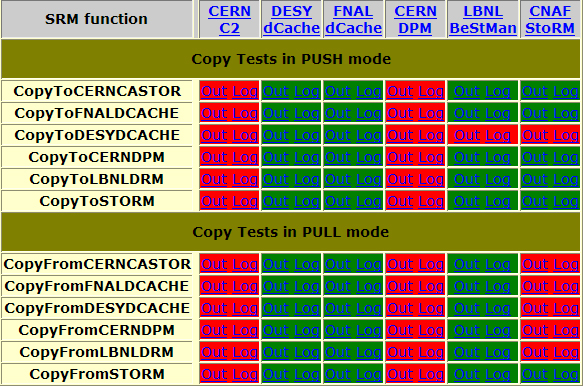 SRM function CERN C2 DESY dCache FNAL dCache CERN DPM LBNL BeStMan CNAF StoRM
Copy Tests in PUSH mode
CopyToCERNCASTOR Out Log Out Log Out Log Out Log Out Log Out Log
CopyToFNALDCACHE Out Log Out Log Out Log Out Log Out Log Out Log
CopyToDESYDCACHE Out Log Out Log Out Log Out Log Out Log Out Log
CopyToCERNDPM Out Log Out Log Out Log Out Log Out Log Out Log
CopyToLBNLDRM Out Log Out Log Out Log Out Log Out Log Out Log
CopyToSTORM Out Log Out Log Out Log Out Log Out Log Out Log
Copy Tests in PULL mode
CopyFromCERNCASTOR Out Log Out Log Out Log Out Log Out Log Out Log
CopyFromFNALDCACHE Out Log Out Log Out Log Out Log Out Log Out Log
CopyFromDESYDCACHE Out Log Out Log Out Log Out Log Out Log Out Log
CopyFromCERNDPM Out Log Out Log Out Log Out Log Out Log Out Log
CopyFromLBNLDRM Out Log Out Log Out Log Out Log Out Log Out Log
CopyFromSTORM Out Log Out Log Out Log Out Log Out Log Out Log